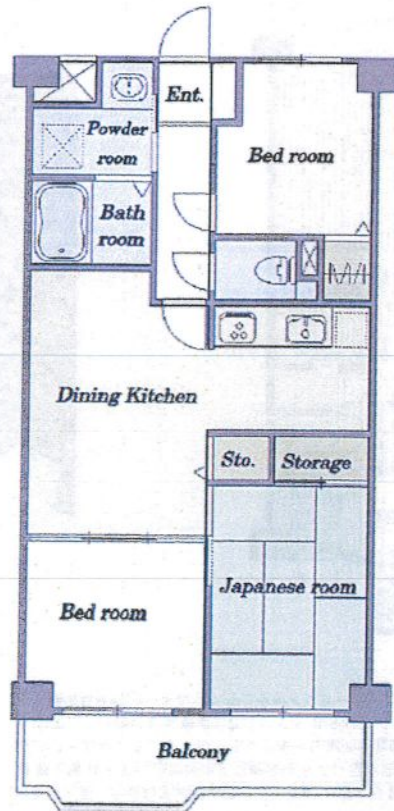 Ent.
Powder
room
Bed room
Bath
room
Dining Kitchen
Sto.
Storage
Japanese room
Bed room
Balcony